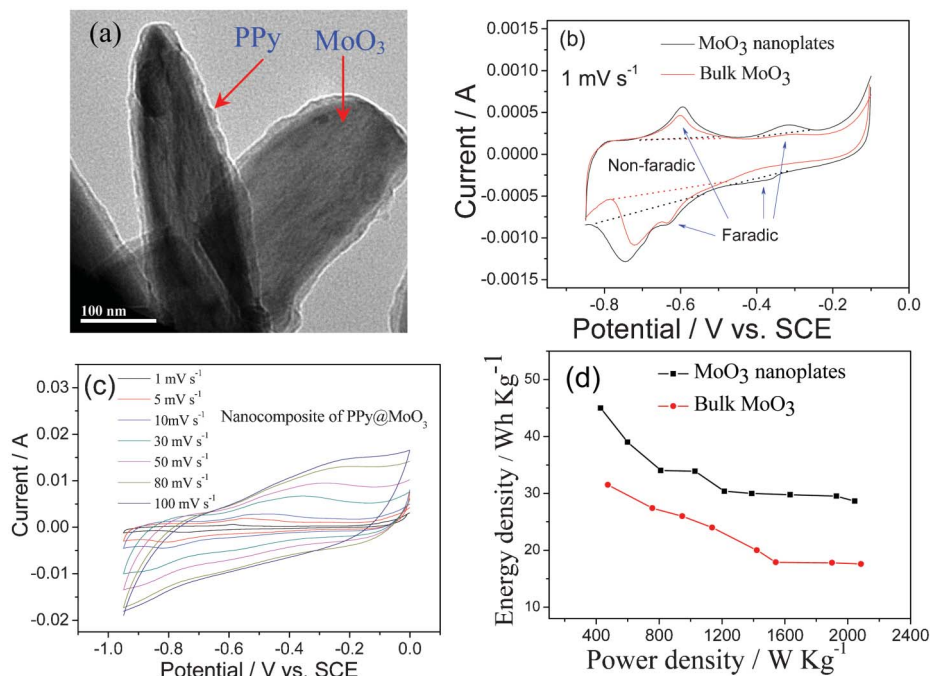 (a)
PPy
MoO₃
100 nm
(b)
MoO₃ nanoplates
Bulk MoO₃
1 mV s⁻¹
Non-faradic
Faradic
Current / A
0.0010
0.0005
0.0000
-0.0005
-0.0010
-0.0015
-0.8
-0.6
-0.4
-0.2
0.0
Potential / V vs. SCE
(c)
1 mV s⁻¹
5 mV s⁻¹
10mV s⁻¹
30 mV s⁻¹
50 mV s⁻¹
80 mV s⁻¹
100 mV s⁻¹
Nanocomposite of PPy@MoO₃
Current / A
0.03
0.02
0.01
0.00
-0.01
-0.02
-1.0
-0.8
-0.6
-0.4
-0.2
0.0
Potential / V vs. SCE
(d)
MoO₃ nanoplates
Bulk MoO₃
Energy density / Wh Kg⁻¹
50
40
30
20
10
400
800
1200
1600
2000
2400
Power density / W Kg⁻¹